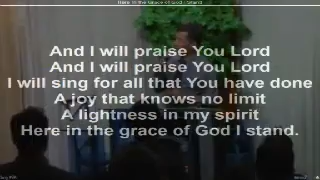 Here in the Grace of God I Stand
And I will praise You Lord
And I will praise You Lord
I will sing for all that You have done
A joy that knows no limit
A lightness in my spirit
Here in the grace of God I stand.